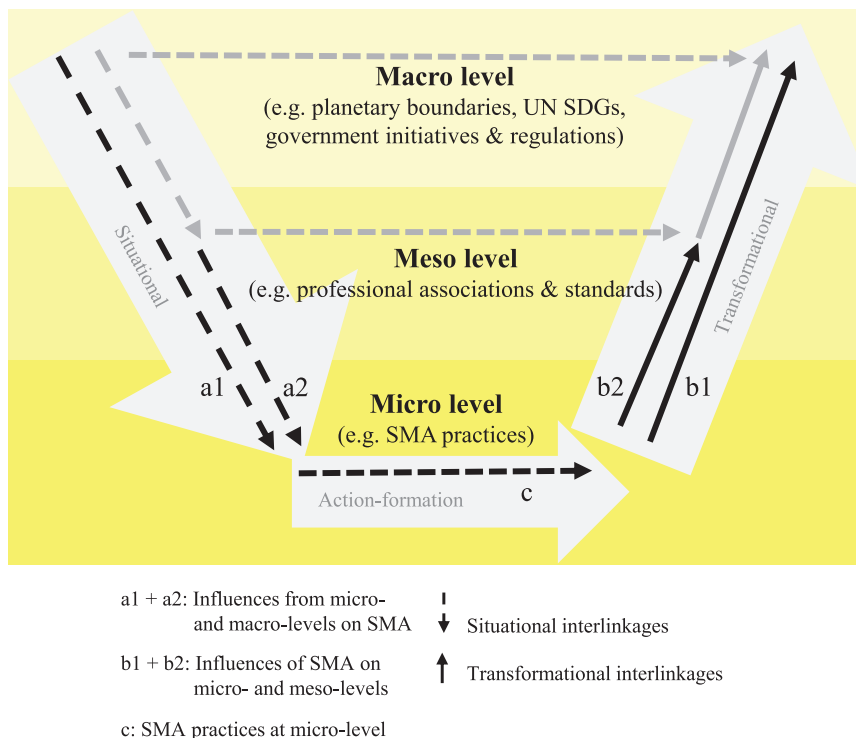 Macro level
(e.g. planetary boundaries, UN SDGs,
government initiatives & regulations)
Situational
Meso level
(e.g. professional associations & standards)
Transformational
a1
a2
Micro level
(e.g. SMA practices)
b2
b1
Action-formation
c
a1 + a2: Influences from micro-
and macro-levels on SMA
Situational interlinkages
b1 + b2: Influences of SMA on
micro- and meso-levels
Transformational interlinkages
c: SMA practices at micro-level